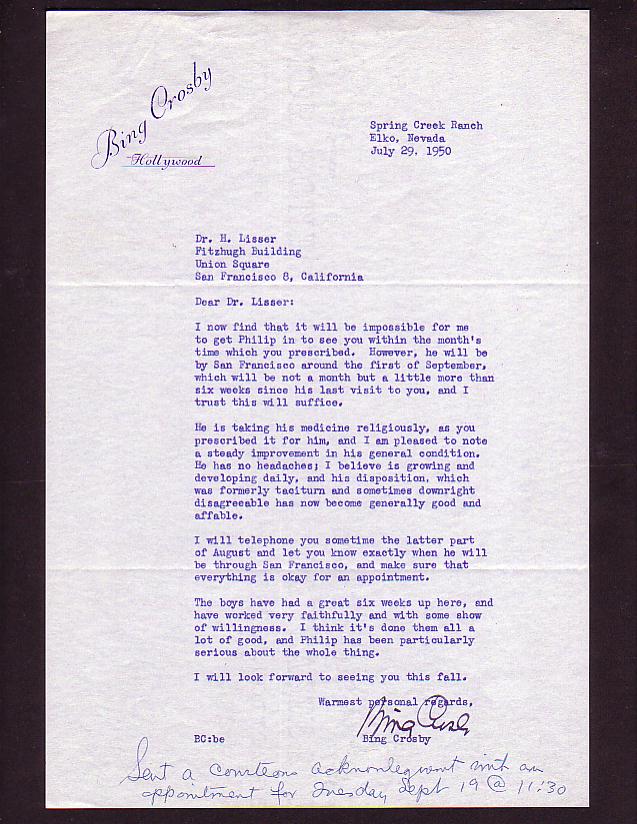 Bing Crosby
Hollywood
Spring Creek Ranch
Elko, Nevada
July 29, 1950
Dr. H. Lisser
Fitzhugh Building
Union Square
San Francisco 8, California
Dear Dr. Lisser:
I now find that it will be impossible for me
to get Philip in to see you within the month's
time which you prescribed. However, he will be
by San Francisco around the first of September,
which will be not a month but a little more than
six weeks since his last visit to you, and I
trust this will suffice.
He is taking his medicine religiously, as you
prescribed it for him, and I am pleased to note
a steady improvement in his general condition.
He has no headaches; I believe is growing and
developing daily, and his disposition, which
was formerly taciturn and sometimes downright
disagreeable has now become generally good and
affable.
I will telephone you sometime the latter part
of August and let you know exactly when he will
be through San Francisco, and make sure that
everything is okay for an appointment.
The boys have had a great six weeks up here, and
have worked very faithfully and with some show
of willingness. I think it's done them all a
lot of good, and Philip has been particularly
serious about the whole thing.
I will look forward to seeing you this fall.
Warmest personal regards,
Bing Crosby
BC:be Bing Crosby
Sent a courteous acknowlegment with an
appointment for Tuesday Sept 19 @ 11:30